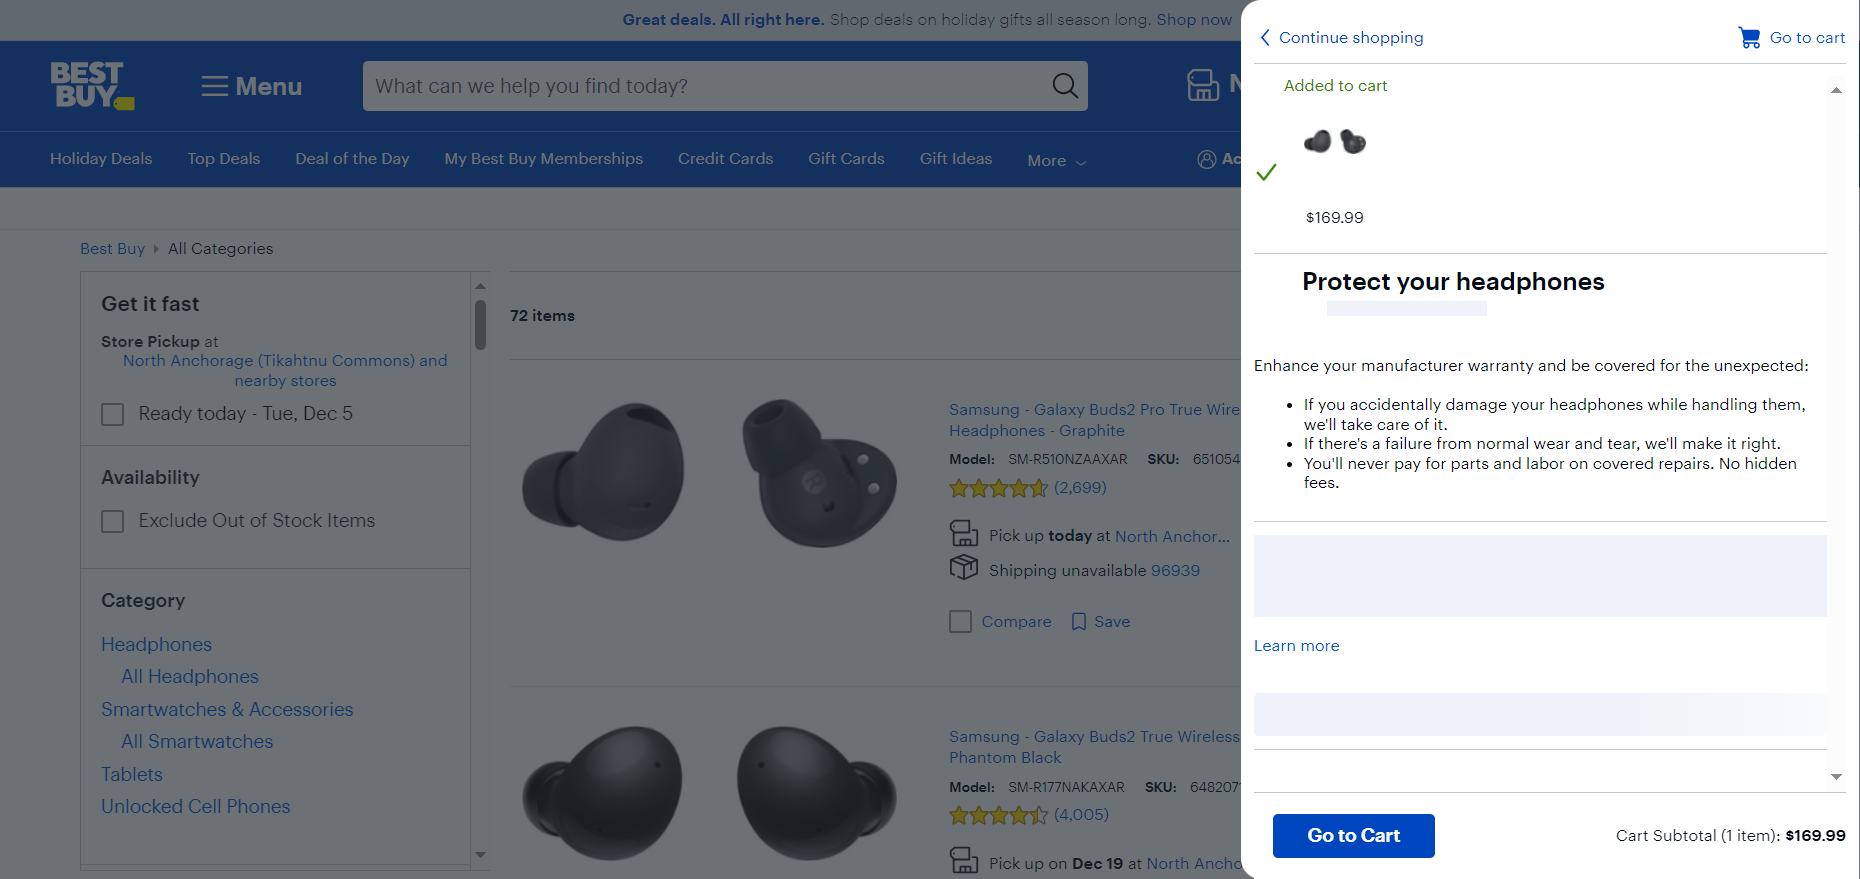 Great deals. All right here. Shop deals on holiday gifts all season long. Shop now
BEST BUY
Menu
What can we help you find today?
Holiday Deals
Top Deals
Deal of the Day
My Best Buy Memberships
Credit Cards
Gift Cards
Gift Ideas
More
Best Buy
All Categories
Get it fast
Store Pickup at
North Anchorage (Tikahtnu Commons) and
nearby stores
Ready today - Tue, Dec 5
Availability
Exclude Out of Stock Items
Category
Headphones
All Headphones
Smartwatches & Accessories
All Smartwatches
Tablets
Unlocked Cell Phones
72 items
Samsung - Galaxy Buds2 Pro True Wire
Headphones - Graphite
Model: SM-R510NZAAXAR SKU: 651054
(2,699)
Pick up today at North Anchor...
Shipping unavailable 96939
Compare
Save
Samsung - Galaxy Buds2 True Wireless
Phantom Black
Model: SM-R177NAKAXAR SKU: 648207
(4,005)
Pick up on Dec 19 at North Ancho
Continue shopping
Go to cart
Added to cart
$169.99
Protect your headphones
Enhance your manufacturer warranty and be covered for the unexpected:
• If you accidentally damage your headphones while handling them,
we'll take care of it.
• If there's a failure from normal wear and tear, we'll make it right.
• You'll never pay for parts and labor on covered repairs. No hidden
fees.
Learn more
Go to Cart
Cart Subtotal (1 item): $169.99